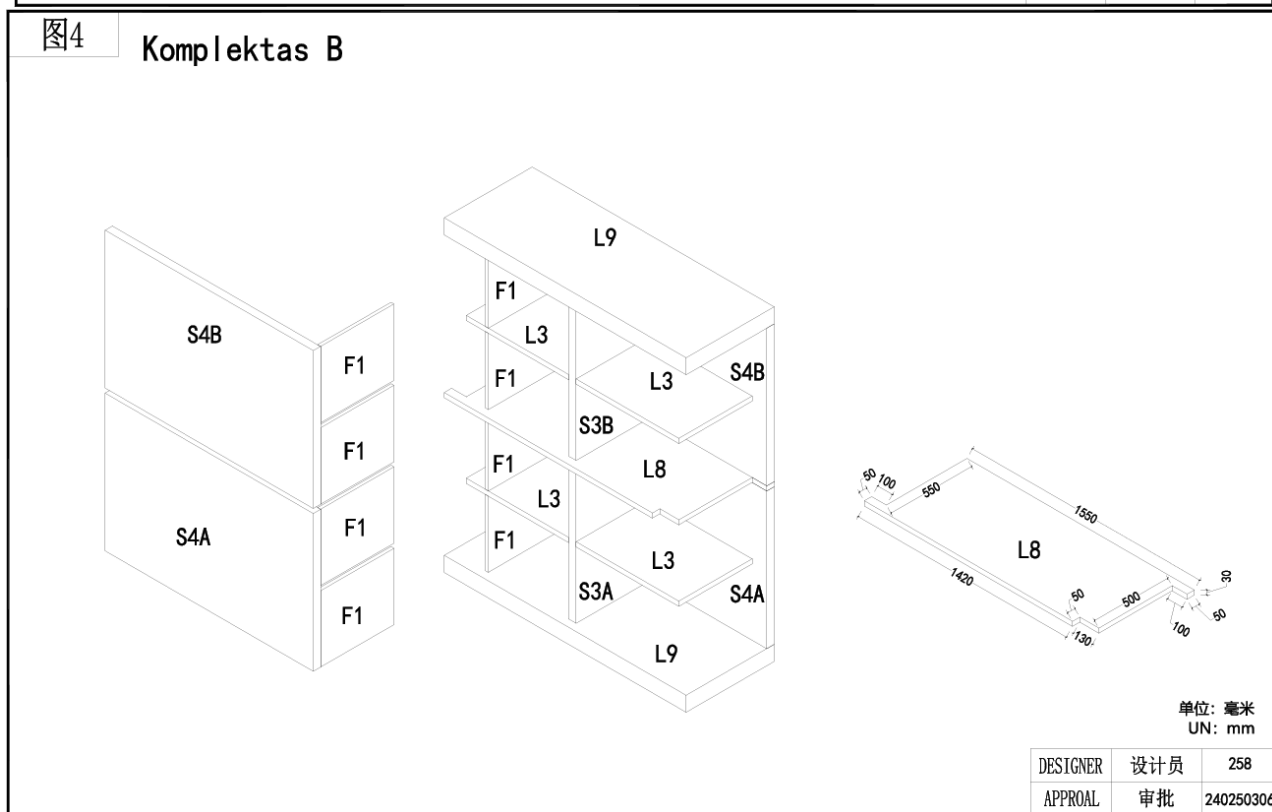 图4
Komplektas B
S4B
S4A
F1
F1
F1
F1
L9
F1
L3
F1
L3
S4B
S3B
F1
L8
L3
F1
L3
S3A
S4A
L9
50
100
550
1550
L8
1420
50
130
500
100
50
30
单位: 毫米
UN: mm
DESIGNER 设计员 258
APPROAL 审批 240250306